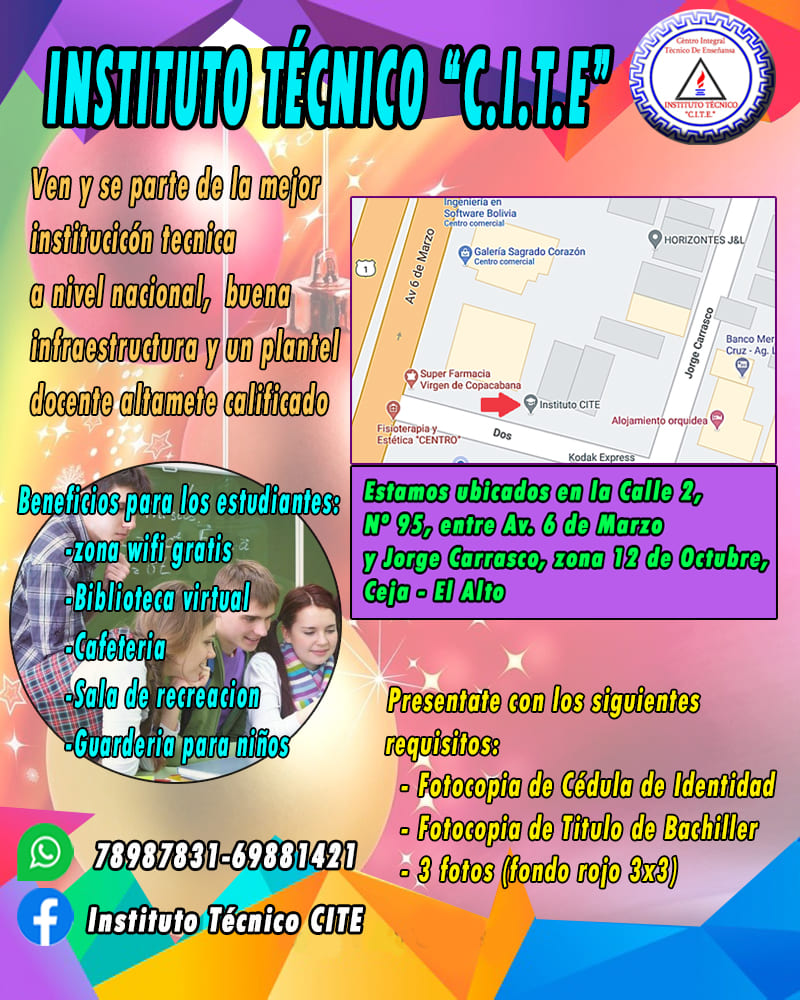 INSTITUTO TÉCNICO “C.I.T.E”
Centro Integral
Técnico De Enseñansa
INSTITUTO TÉCNICO
"C.I.T.E."
Ven y se parte de la mejor
institucicón tecnica
a nivel nacional, buena
infraestructura y un plantel
docente altamete calificado
Ingeniería en
Software Bolivia
Centro comercial
Galería Sagrado Corazón
Centro comercial
HORIZONTES J&L
1
Av 6 de Marzo
Jorge Carrasco
Banco Mer
Cruz - Ag. L
Super Farmacia
Virgen de Copacabana
Instituto CITE
Alojamiento orquidea
Fisioterapia y
Estética "CENTRO"
Dos
Kodak Express
Estamos ubicados en la Calle 2,
Nº 95, entre Av. 6 de Marzo
y Jorge Carrasco, zona 12 de Octubre,
Ceja - El Alto
Beneficios para los estudiantes:
-zona wifi gratis
-Biblioteca virtual
-Cafeteria
-Sala de recreacion
-Guarderia para niños
Presentate con los siguientes
requisitos:
- Fotocopia de Cédula de Identidad
- Fotocopia de Titulo de Bachiller
- 3 fotos (fondo rojo 3x3)
78987831-69881421
Instituto Técnico CITE